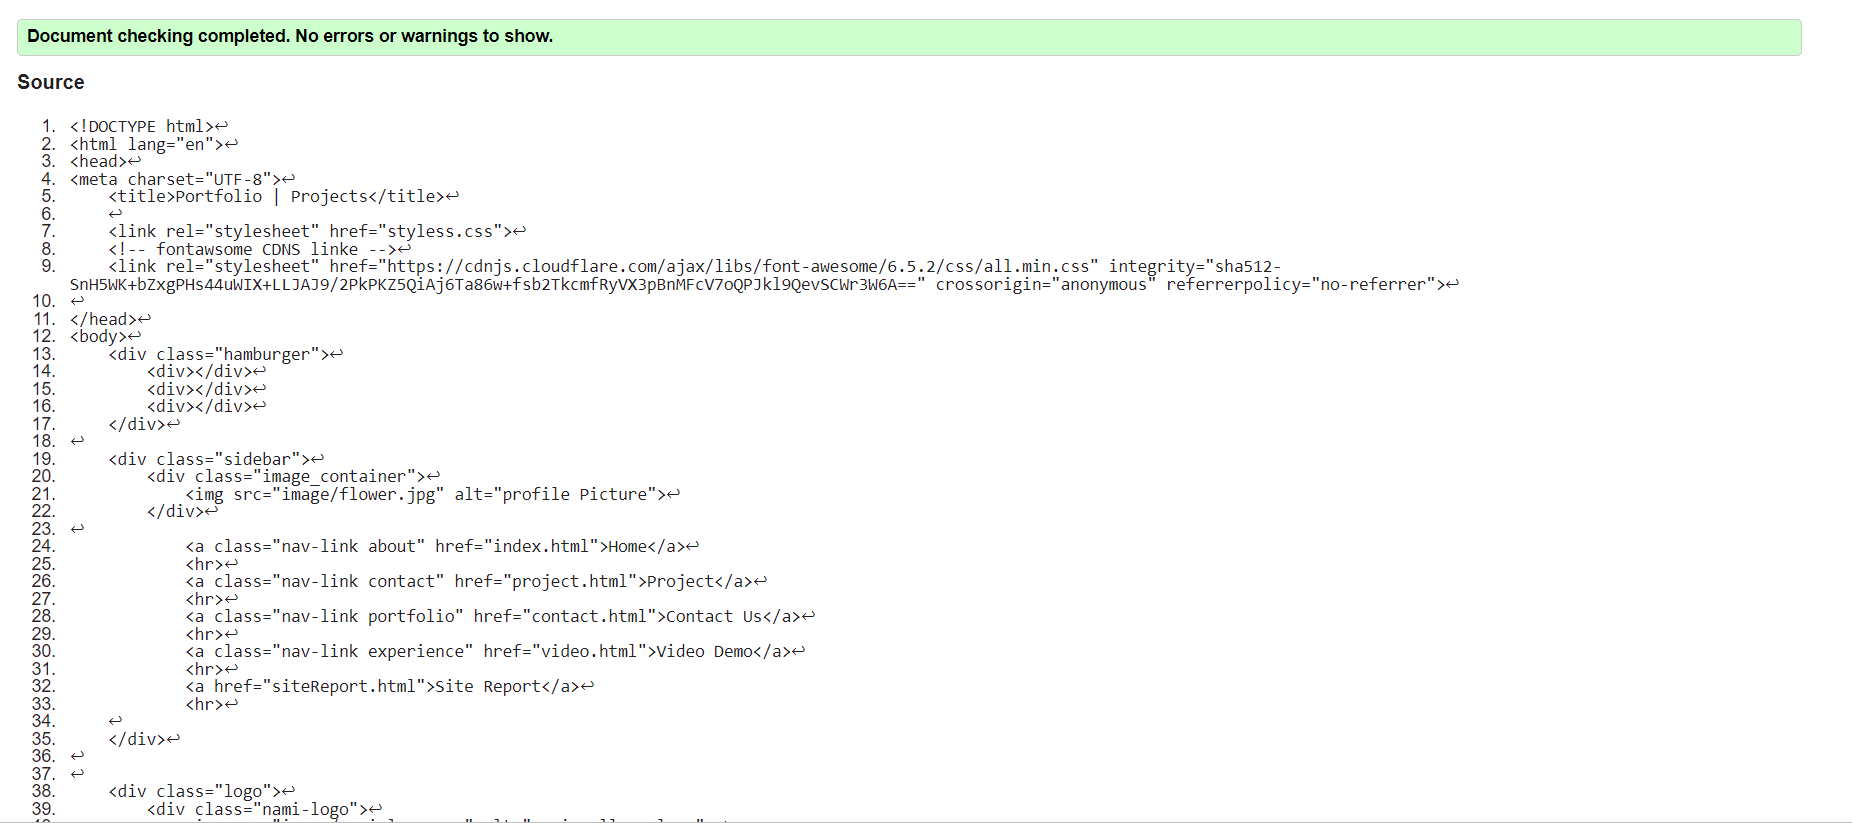 Document checking completed. No errors or warnings to show.
Source
1. <!DOCTYPE html>↩
2. <html lang="en">↩
3. <head>↩
4. <meta charset="UTF-8">↩
5. <title>Portfolio | Projects</title>↩
6. ↩
7. <link rel="stylesheet" href="styless.css">↩
8. <!-- fontawsome CDNS linke -->↩
9. <link rel="stylesheet" href="https://cdnjs.cloudflare.com/ajax/libs/font-awesome/6.5.2/css/all.min.css" integrity="sha512-
SnH5WK+bZxgPHs44uWIX+LLJAJ9/2PkPKZ5QiAj6Ta86w+fsb2TkcmfRyVX3pBnMFcV7oQPJkl9QevSCWr3W6A==" crossorigin="anonymous" referrerpolicy="no-referrer">↩
10. ↩
11. </head>↩
12. <body>↩
13. <div class="hamburger">↩
14. <div></div>↩
15. <div></div>↩
16. <div></div>↩
17. </div>↩
18. ↩
19. <div class="sidebar">↩
20. <div class="image_container">↩
21. <img src="image/flower.jpg" alt="profile Picture">↩
22. </div>↩
23. ↩
24. <a class="nav-link about" href="index.html">Home</a>↩
25. <hr>↩
26. <a class="nav-link contact" href="project.html">Project</a>↩
27. <hr>↩
28. <a class="nav-link portfolio" href="contact.html">Contact Us</a>↩
29. <hr>↩
30. <a class="nav-link experience" href="video.html">Video Demo</a>↩
31. <hr>↩
32. <a href="siteReport.html">Site Report</a>↩
33. <hr>↩
34. ↩
35. </div>↩
36. ↩
37. ↩
38. <div class="logo">↩
39. <div class="nami-logo">↩